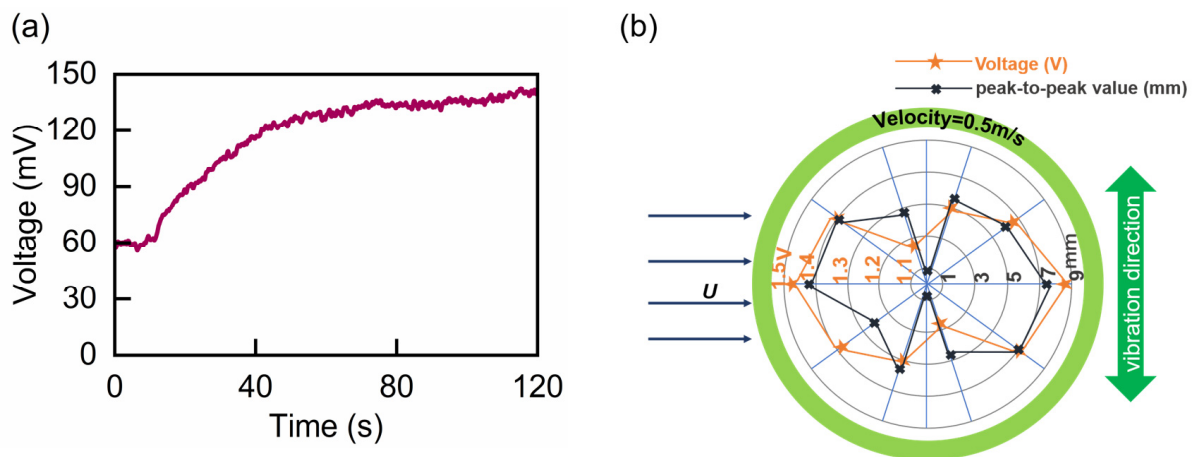 (a)
150
120
90
60
30
0
Voltage (mV)
0 40 80 120
Time (s)
(b)
Voltage (V)
peak-to-peak value (mm)
Velocity=0.5m/s
U
1.5V 1.4 1.3 1.2 1.1 1 3 5 7 9mm
vibration direction